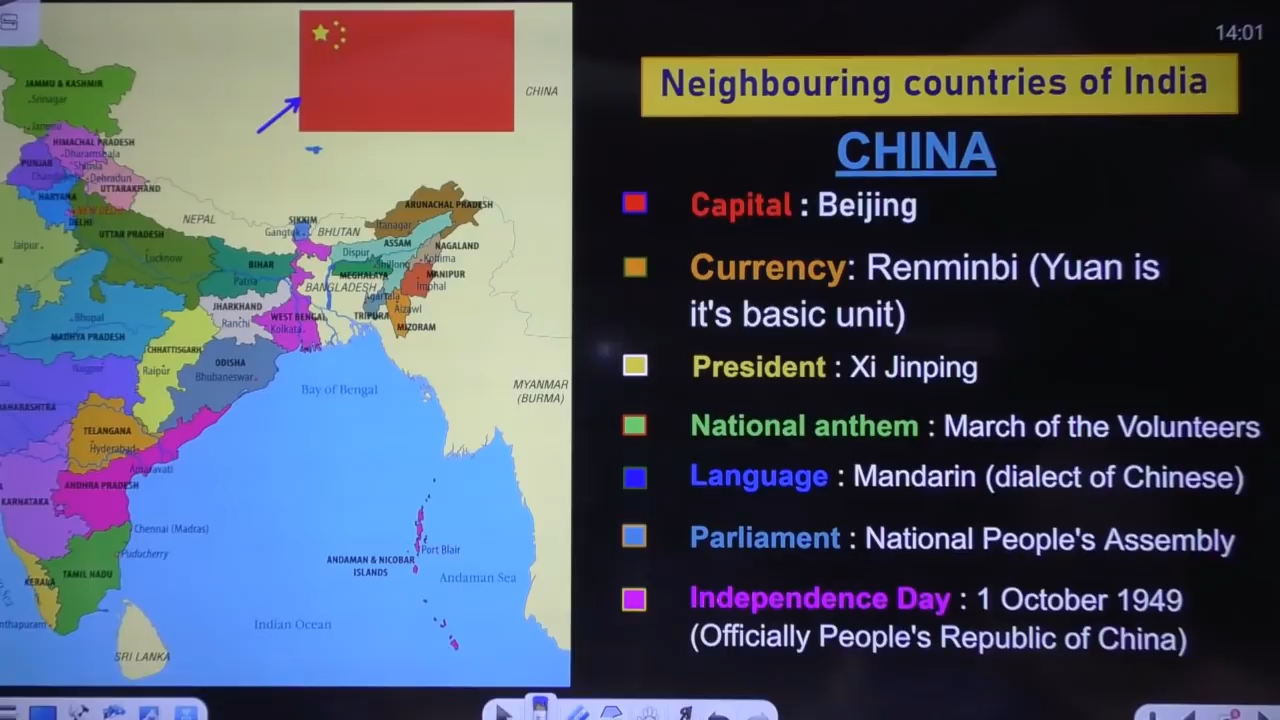 14:01
Neighbouring countries of India
CHINA
Capital : Beijing
Currency: Renminbi (Yuan is
it's basic unit)
President : Xi Jinping
National anthem : March of the Volunteers
Language : Mandarin (dialect of Chinese)
Parliament : National People's Assembly
Independence Day : 1 October 1949
(Officially People's Republic of China)
CHINA
JAMMU & KASHMIR
Srinagar
Jammu
HIMACHAL PRADESH
Dharamshala
Shimla
PUNJAB
Dehradun
UTTARAKHAND
HARYANA
NEW DELHI
DELHI
NEPAL
SIKKIM
Gangtok
BHUTAN
ARUNACHAL PRADESH
Itanagar
UTTAR PRADESH
ASSAM
Dispur
NAGALAND
Kohima
Jaipur
Lucknow
BIHAR
Patna
Shillong
MEGHALAYA
MANIPUR
Imphal
BANGLADESH
Agartala
Aizawl
JHARKHAND
Ranchi
WEST BENGAL
Kolkata
TRIPURA
MIZORAM
Bhopal
MADHYA PRADESH
CHHATTISGARH
Raipur
ODISHA
Bhubaneswar
Nagpur
Bay of Bengal
MYANMAR
(BURMA)
AHARASHTRA
TELANGANA
Hyderabad
Amaravati
ANDHRA PRADESH
KARNATAKA
Chennai (Madras)
Puducherry
Port Blair
ANDAMAN & NICOBAR
ISLANDS
Andaman Sea
KERALA
TAMIL NADU
nthapuram
Indian Ocean
SRI LANKA